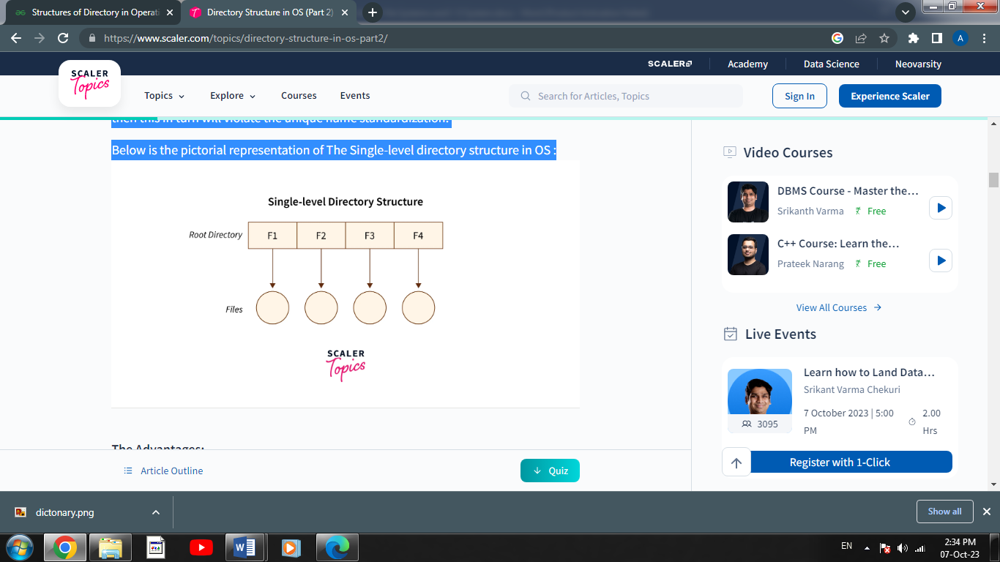 Structures of Directory in Operati
Directory Structure in OS (Part 2)
https://www.scaler.com/topics/directory-structure-in-os-part2/
A
SCALER
Academy
Data Science
Neovarsity
SCALER
Topics
Topics
Explore
Courses
Events
Search for Articles, Topics
Sign In
Experience Scaler
then this in turn will violate the unique name standardization.
Below is the pictorial representation of The Single-level directory structure in OS :
Single-level Directory Structure
Root Directory
F1
F2
F3
F4
Files
SCALER
Topics
The Advantages:
Article Outline
Quiz
Video Courses
DBMS Course - Master the…
Srikanth Varma
Free
C++ Course: Learn the…
Prateek Narang
Free
View All Courses
Live Events
Learn how to Land Data…
Srikant Varma Chekuri
3095
7 October 2023 | 5:00
PM
2.00
Hrs
Register with 1-Click
dictonary.png
Show all
EN
2:34 PM
07-Oct-23